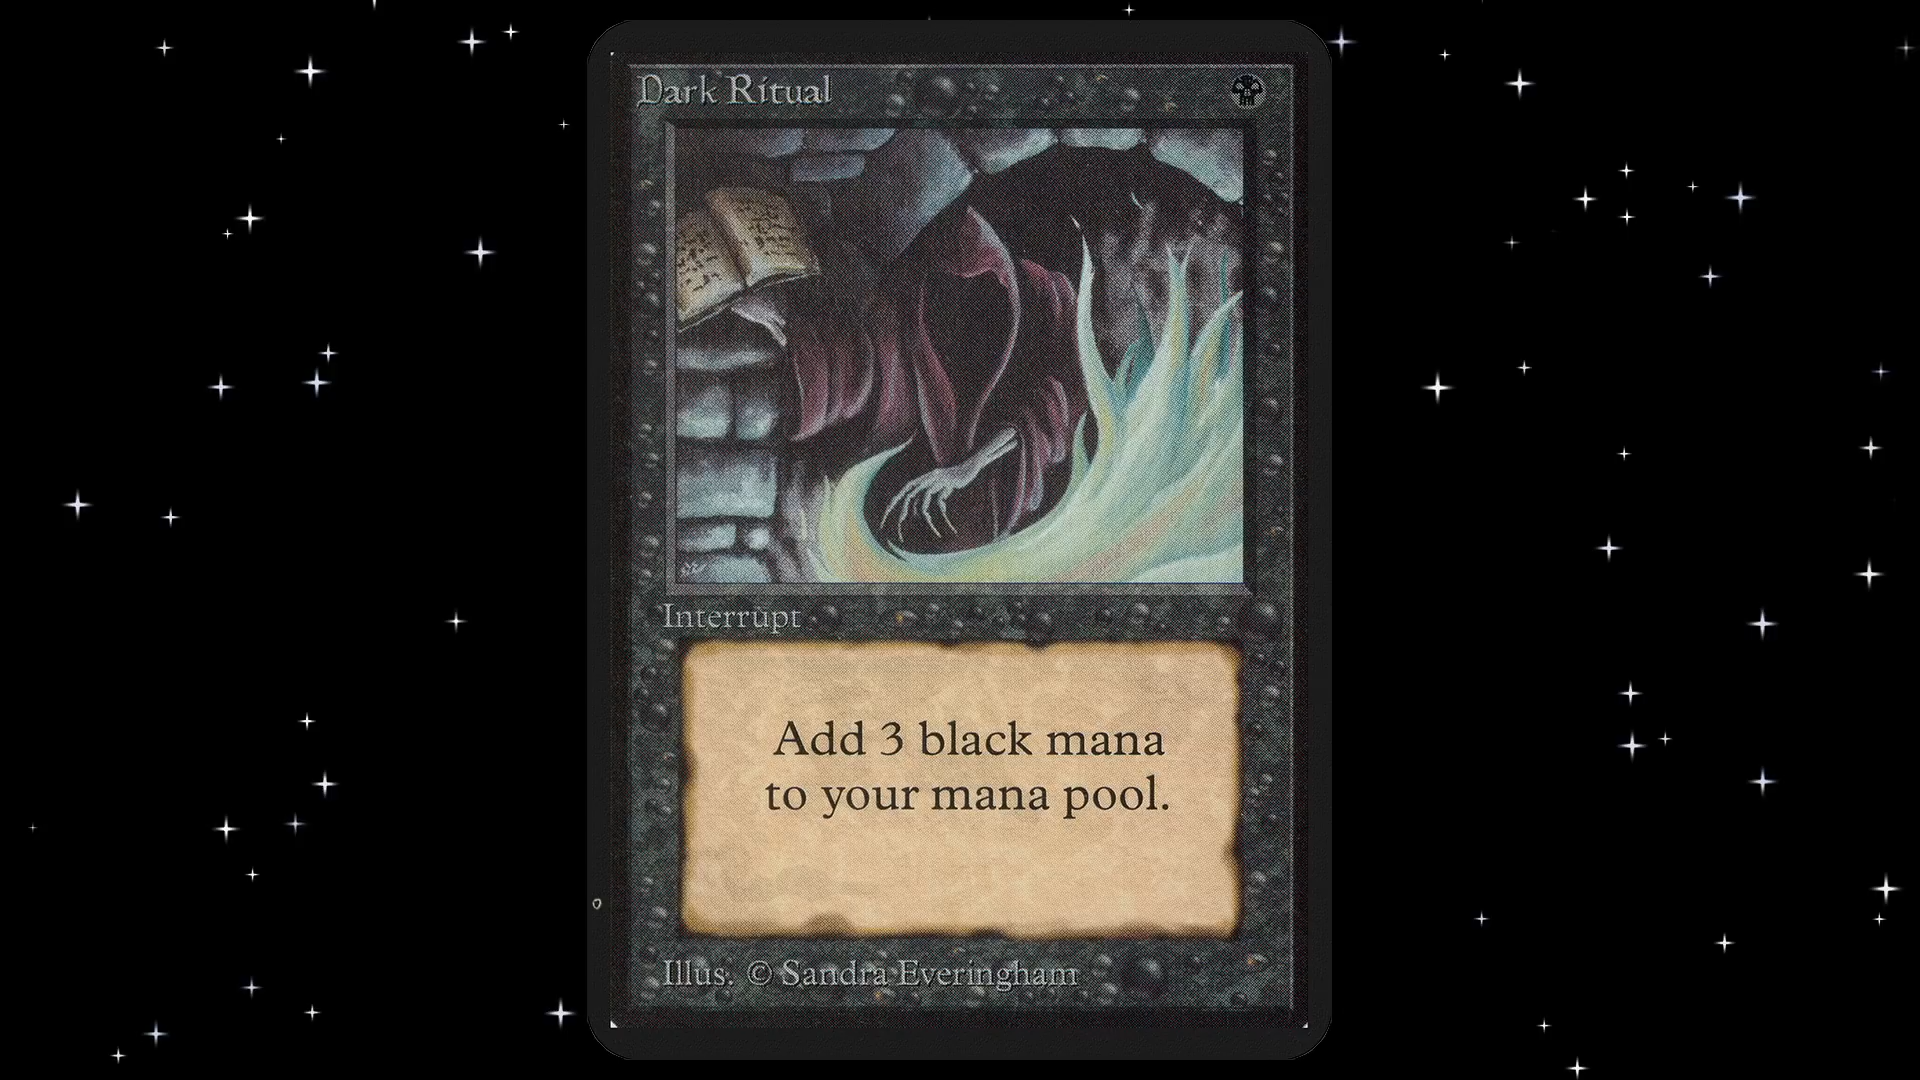 Dark Ritual
Interrupt
Add 3 black mana
to your mana pool.
Illus. © Sandra Everingham